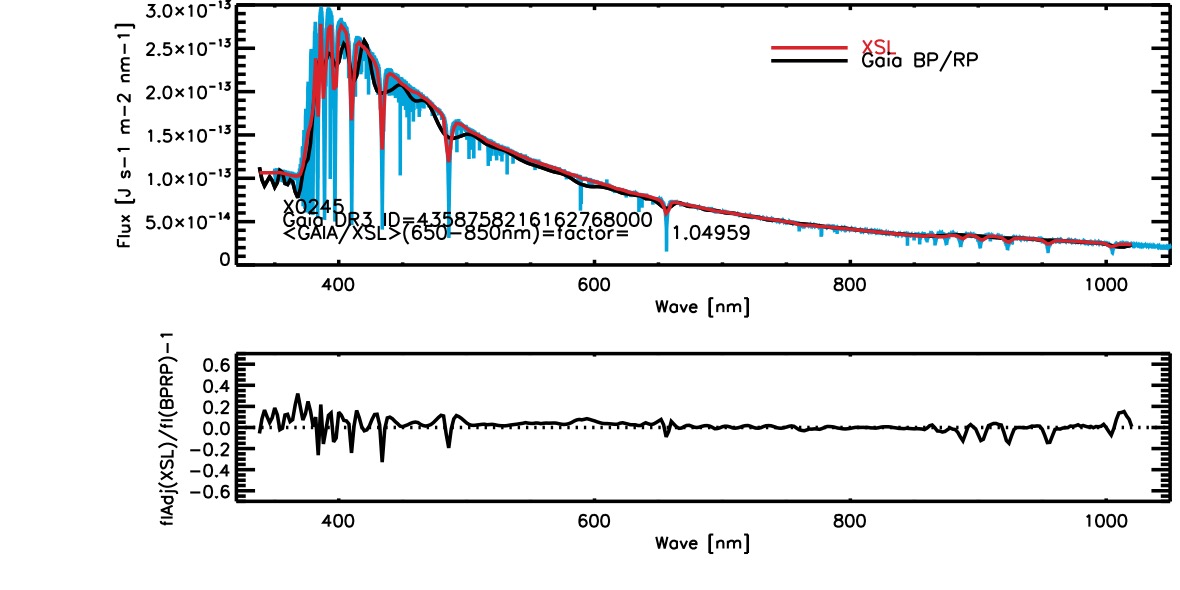 3.0×10-13
2.5×10-13
2.0×10-13
1.5×10-13
1.0×10-13
5.0×10-14
0
Flux [J s-1 m-2 nm-1]
XSL
Gaia BP/RP
X0245
Gaia DR3 ID=4358758216162768000
<GAIA/XSL>(650-850nm)=factor= 1.04959
400 600 800 1000
Wave [nm]
0.6
0.4
0.2
0.0
-0.2
-0.4
-0.6
flAdj(XSL)/fl(BPRP)-1
400 600 800 1000
Wave [nm]